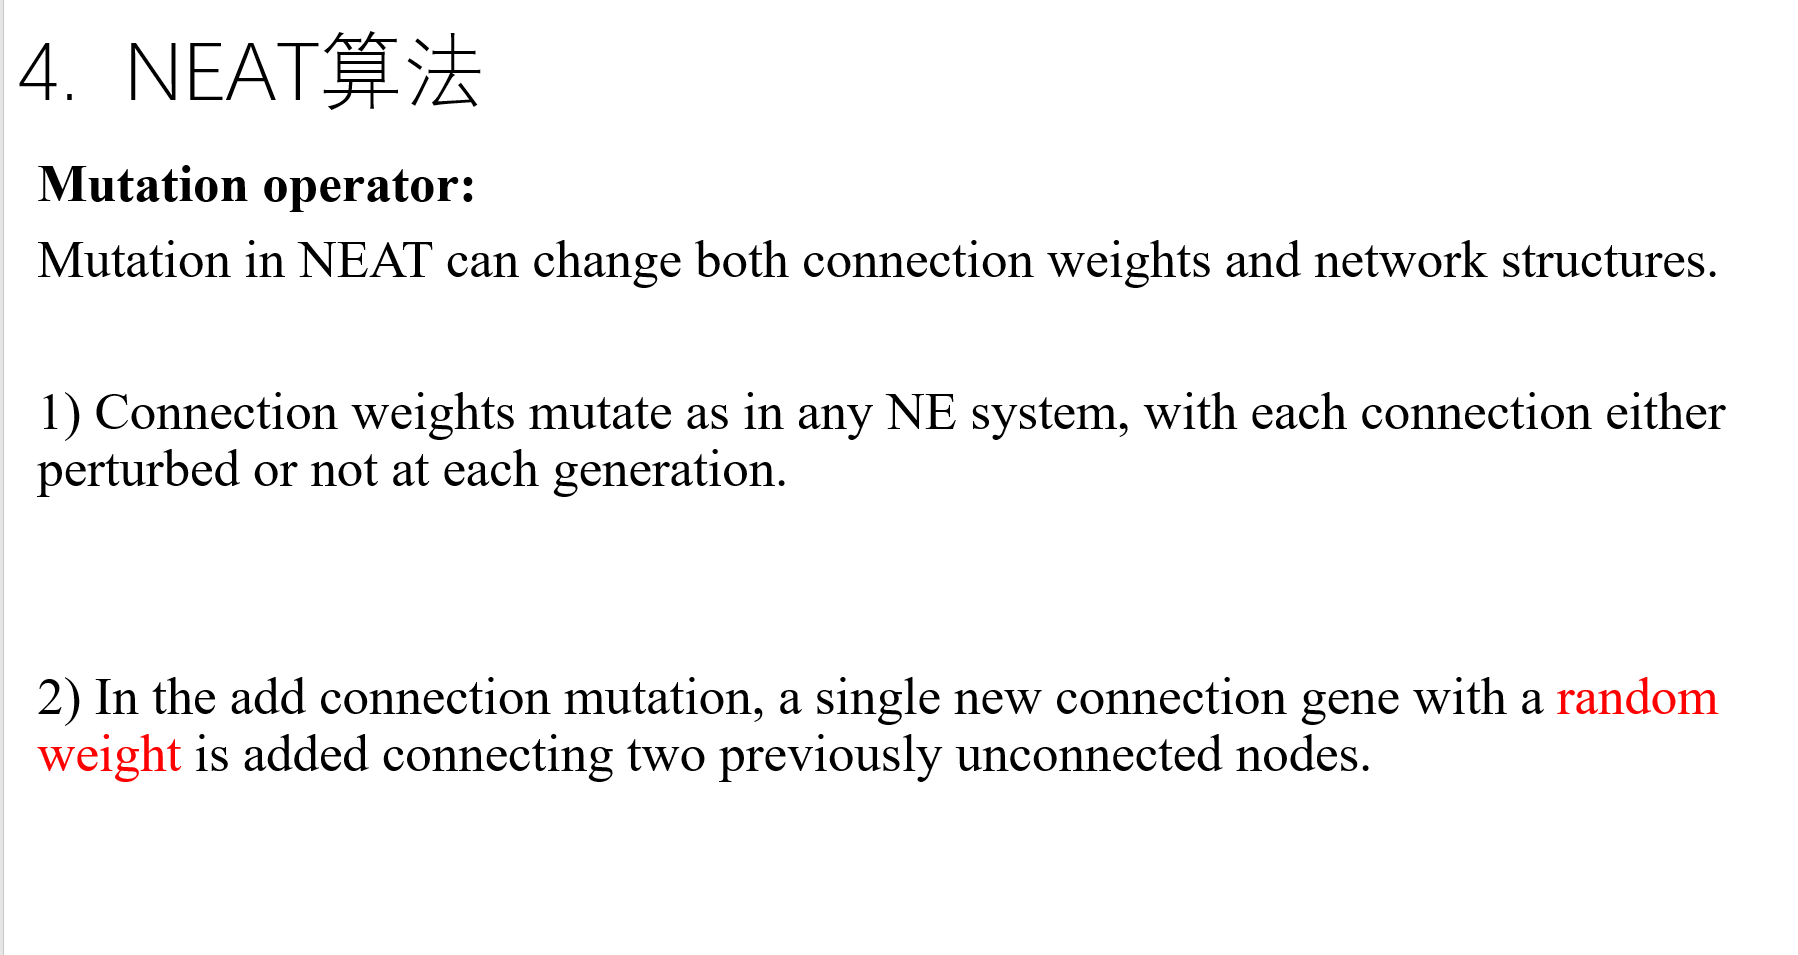 4. NEAT算法
Mutation operator:
Mutation in NEAT can change both connection weights and network structures.
1) Connection weights mutate as in any NE system, with each connection either
perturbed or not at each generation.
2) In the add connection mutation, a single new connection gene with a random
weight is added connecting two previously unconnected nodes.